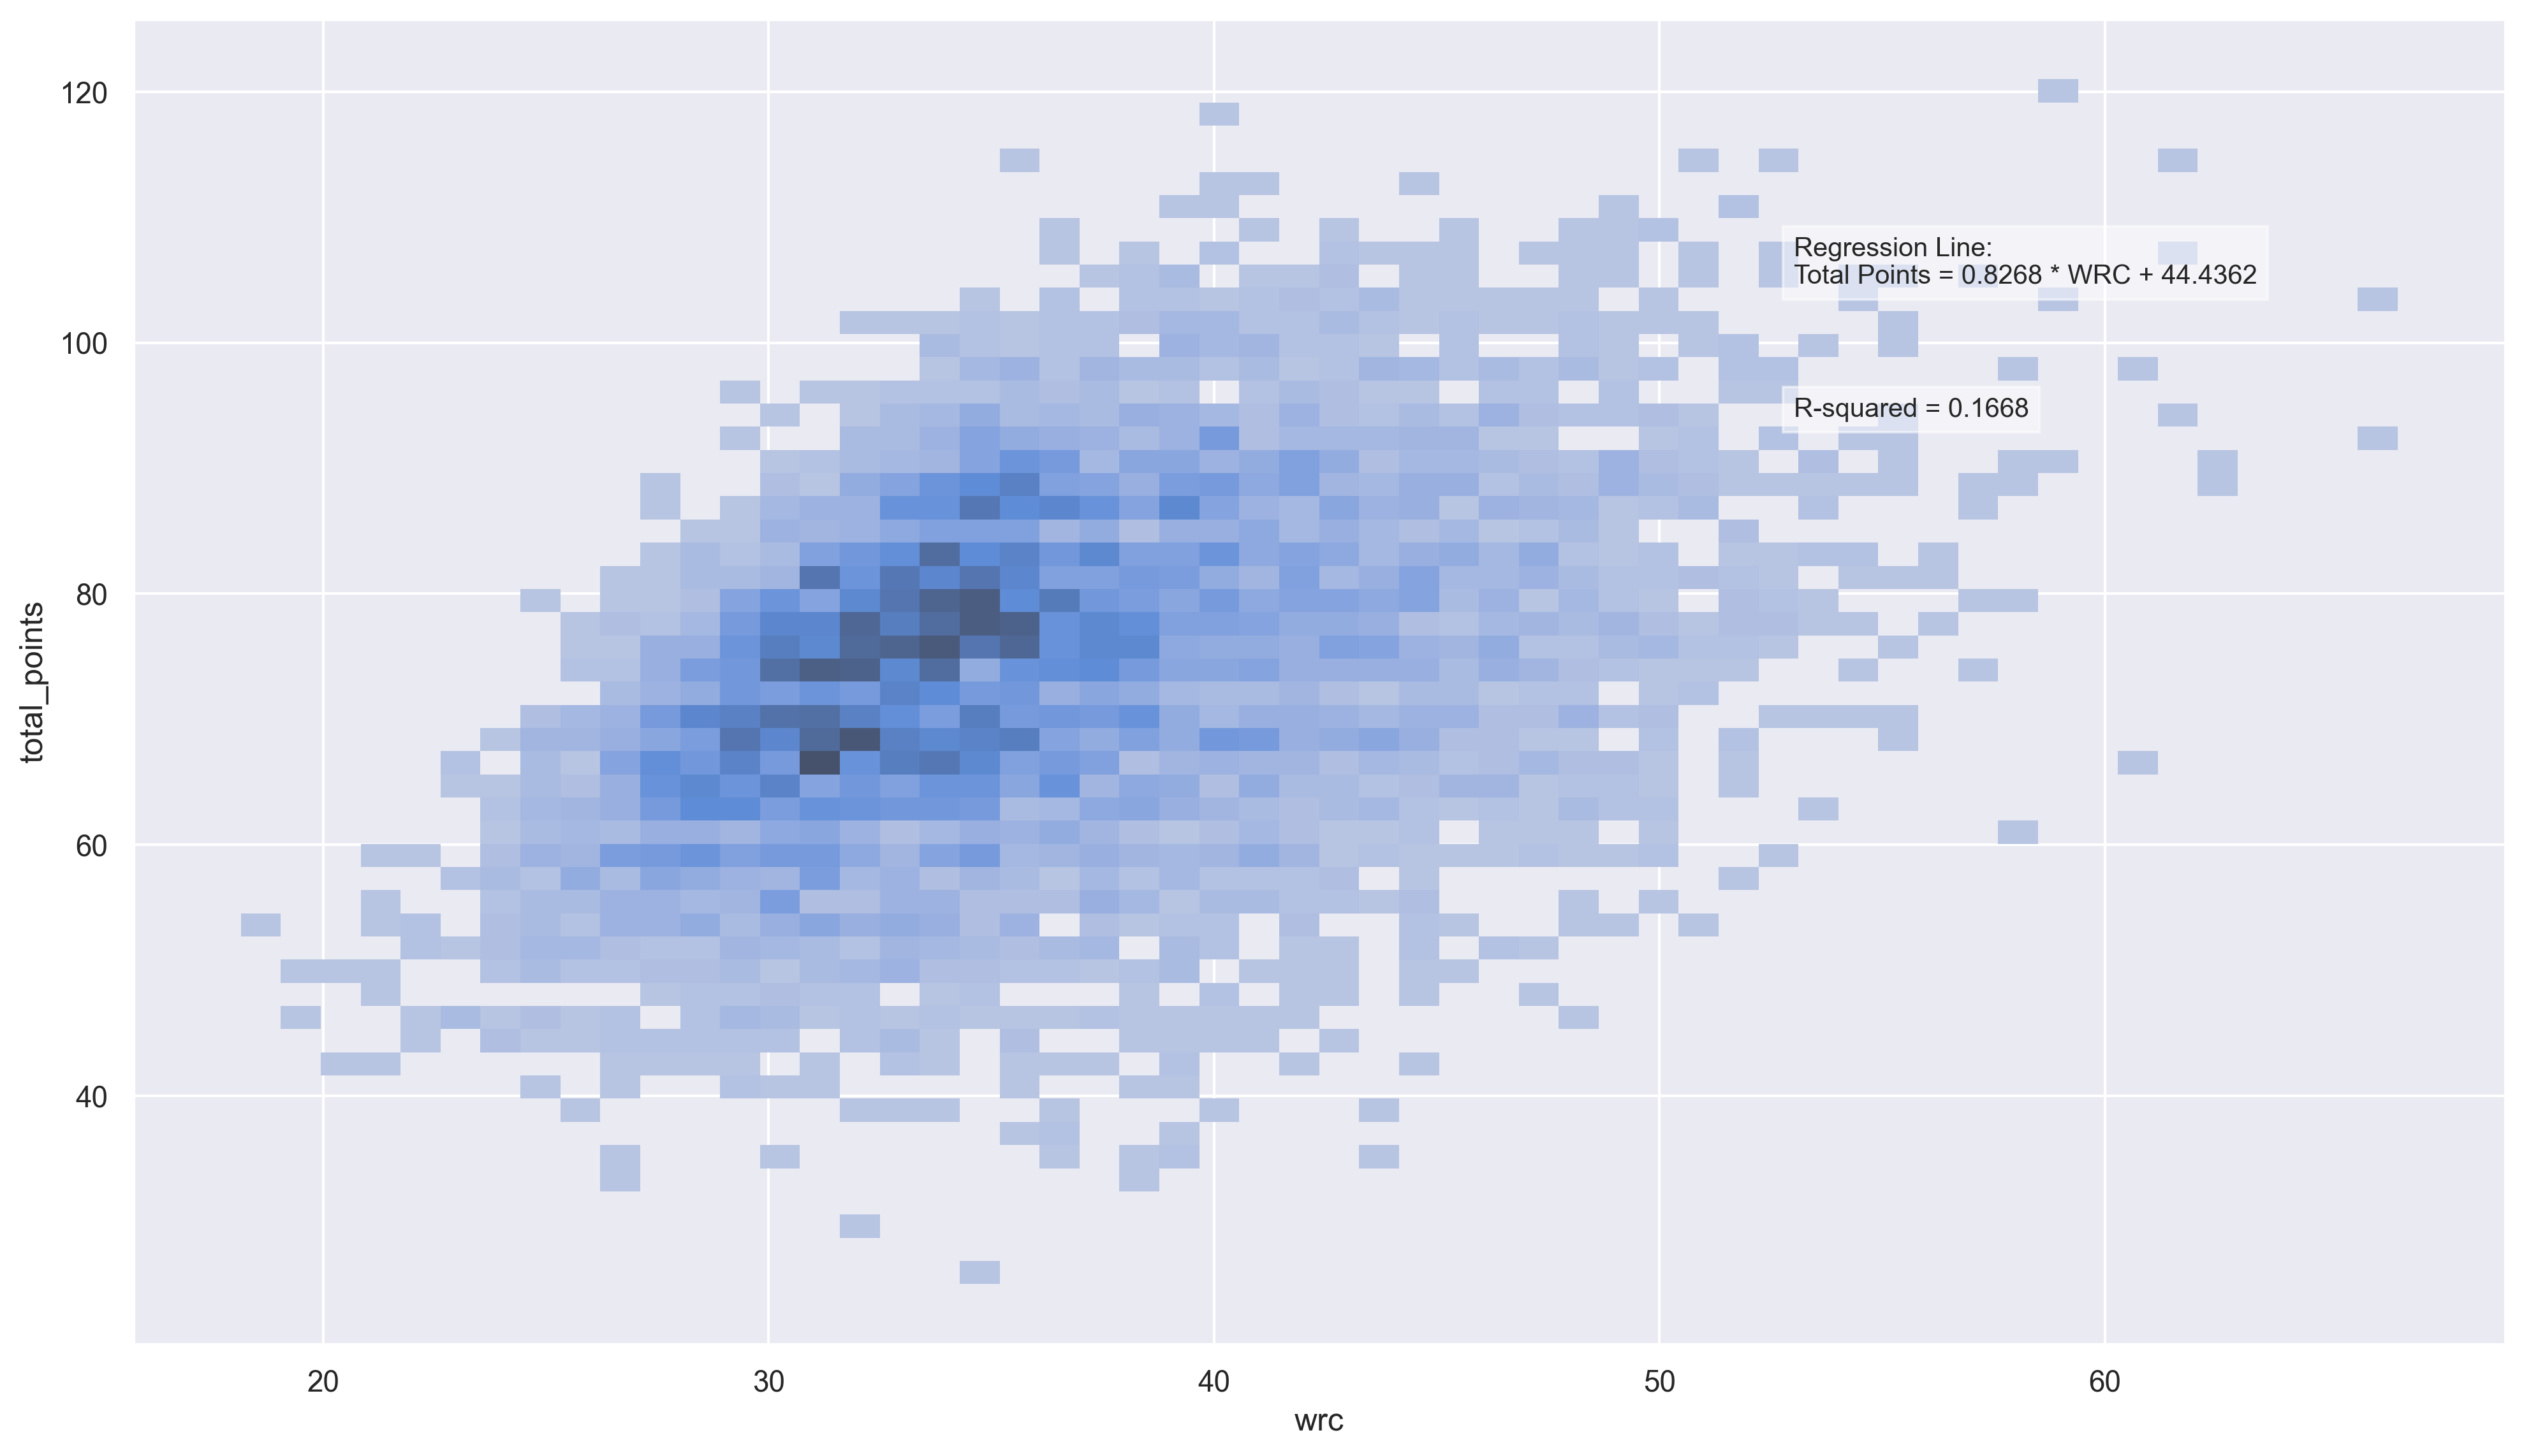 120
100
80
60
40
total_points
Regression Line:
Total Points = 0.8268 * WRC + 44.4362
R-squared = 0.1668
20 30 40 50 60
wrc